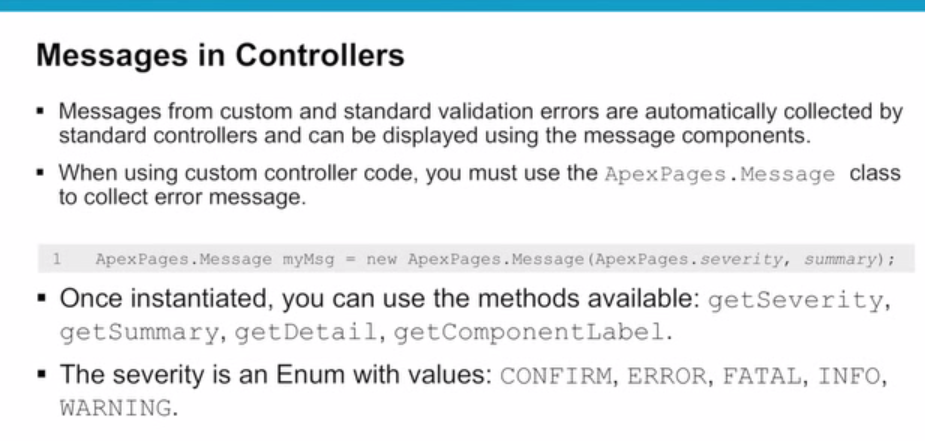 Messages in Controllers
▪ Messages from custom and standard validation errors are automatically collected by
standard controllers and can be displayed using the message components.
▪ When using custom controller code, you must use the ApexPages.Message class
to collect error message.
1 ApexPages.Message myMsg = new ApexPages.Message(ApexPages.severity, summary);
▪ Once instantiated, you can use the methods available: getSeverity,
getSummary, getDetail, getComponentLabel.
▪ The severity is an Enum with values: CONFIRM, ERROR, FATAL, INFO,
WARNING.